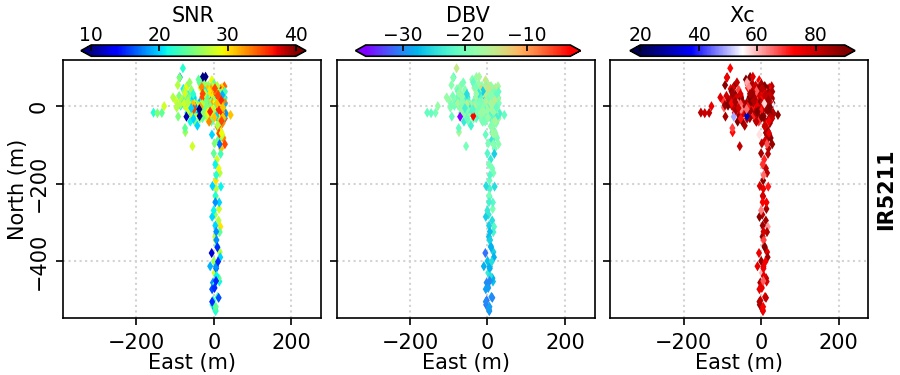 SNR DBV Xc
10 20 30 40 −30 −20 −10 20 40 60 80
0
−200
−400
North (m)
IR5211
−200 0 200 −200 0 200 −200 0 200
East (m) East (m) East (m)